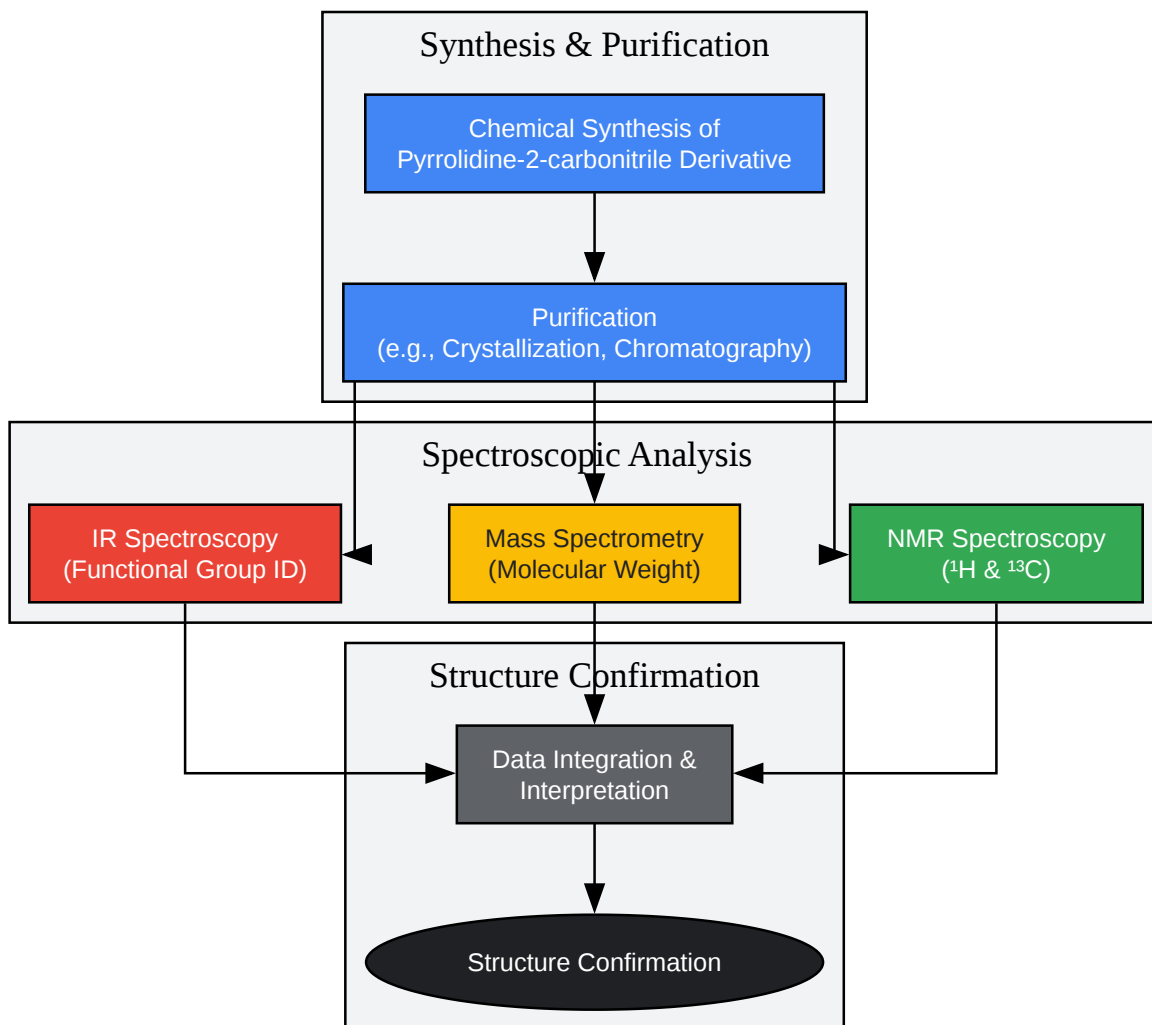 Synthesis & Purification
Chemical Synthesis of
Pyrrolidine-2-carbonitrile Derivative
Purification
(e.g., Crystallization, Chromatography)
Spectroscopic Analysis
IR Spectroscopy
(Functional Group ID)
Mass Spectrometry
(Molecular Weight)
NMR Spectroscopy
(¹H & ¹³C)
Structure Confirmation
Data Integration &
Interpretation
Structure Confirmation